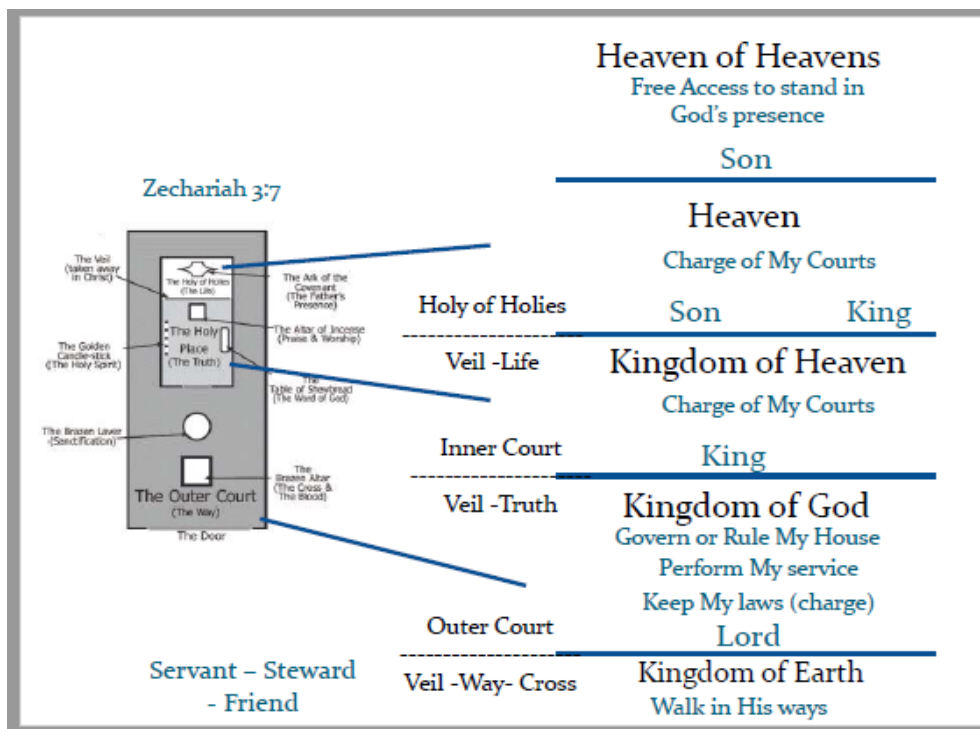 Heaven of Heavens
Free Access to stand in
God's presence
Son
Zechariah 3:7
Heaven
Charge of My Courts
Holy of Holies
Son King
Veil -Life
Kingdom of Heaven
Charge of My Courts
Inner Court
King
Veil -Truth
Kingdom of God
Govern or Rule My House
Perform My service
Keep My laws (charge)
Outer Court
Lord
Veil -Way- Cross
Kingdom of Earth
Walk in His ways
Servant – Steward
- Friend
The Veil
(taken away
in Christ)
The Holy of Holies
(The Life)
The Ark of the
Covenant
(The Father's
Presence)
The Altar of Incense
(Praise & Worship)
The Holy
Place
(The Truth)
The Golden
Candle-stick
(The Holy Spirit)
The
Table of Shewbread
(The Word of God)
The Brazen Laver
-(Sanctification)
The
Brazen Altar
(The Cross &
The Blood)
The Outer Court
(The Way)
The Door